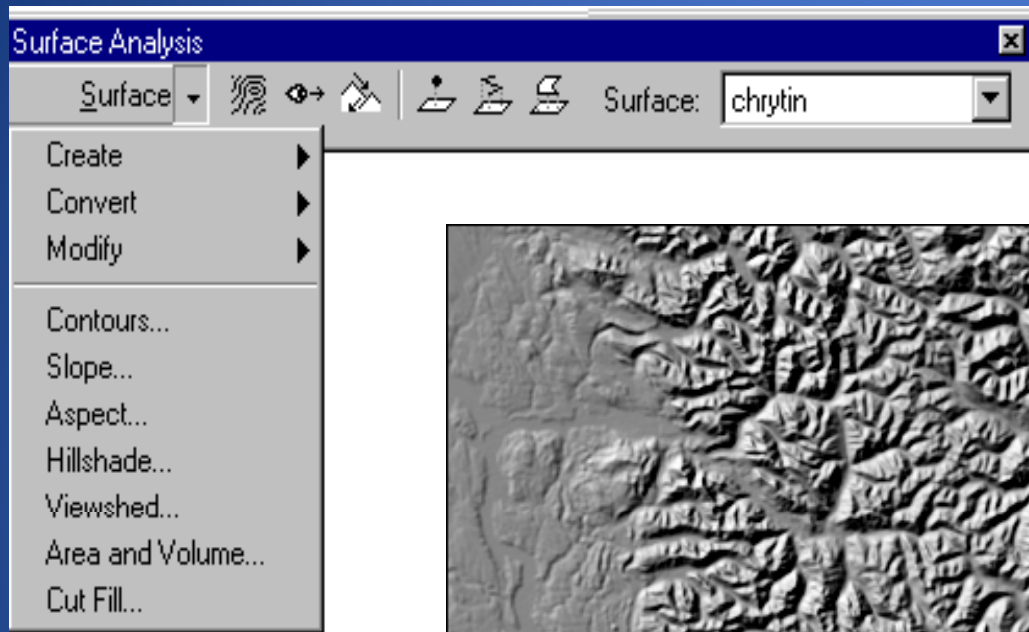 Surface Analysis
Surface Surface: chrytin
Create
Convert
Modify
Contours...
Slope...
Aspect...
Hillshade...
Viewshed...
Area and Volume...
Cut Fill...